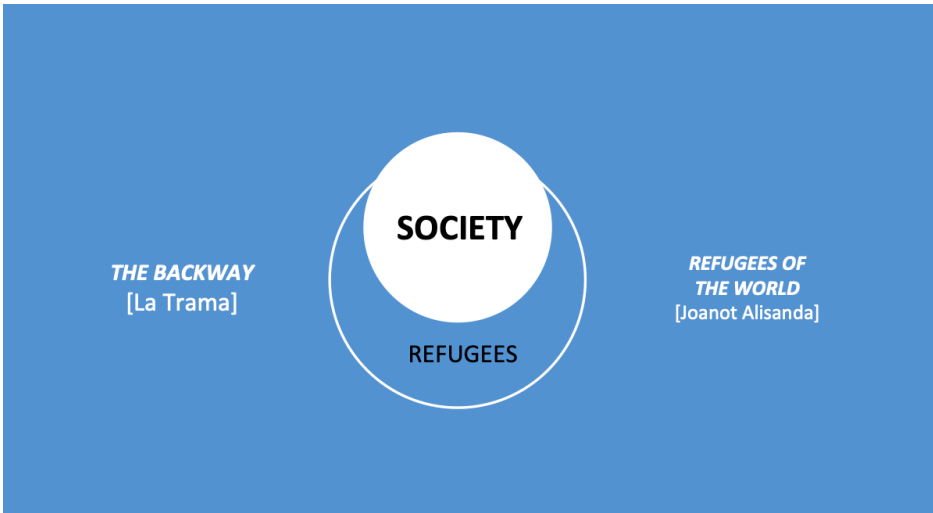 SOCIETY
THE BACKWAY
[La Trama]
REFUGEES OF
THE WORLD
[Joanot Alisanda]
REFUGEES